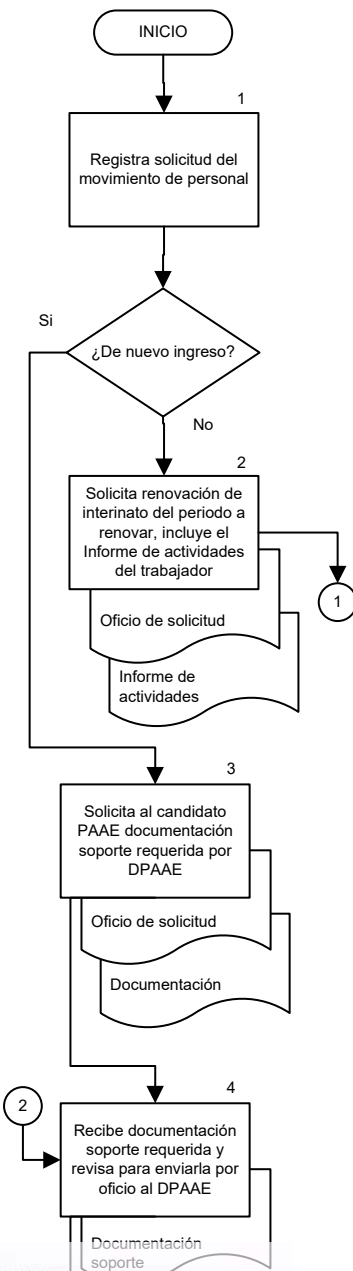 INICIO
1
Registra solicitud del
movimiento de personal
Si
¿De nuevo ingreso?
No
2
Solicita renovación de
interinato del periodo a
renovar, incluye el
Informe de actividades
del trabajador
1
Oficio de solicitud
Informe de
actividades
3
Solicita al candidato
PAAE documentación
soporte requerida por
DPAAE
Oficio de solicitud
Documentación
4
2
Recibe documentación
soporte requerida y
revisa para enviarla por
oficio al DPAAE
Documentación
soporte